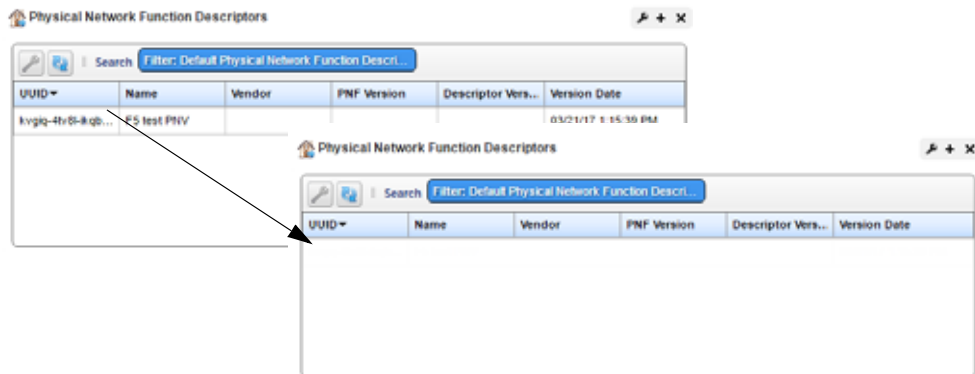 Physical Network Function Descriptors
Search Filter: Default Physical Network Function Descri...
UUID Name Vendor PNF Version Descriptor Vers... Version Date
E5 test PNV 03/21/17 1:15:39 PM
Physical Network Function Descriptors
Search Filter: Default Physical Network Function Descri...
UUID Name Vendor PNF Version Descriptor Vers... Version Date